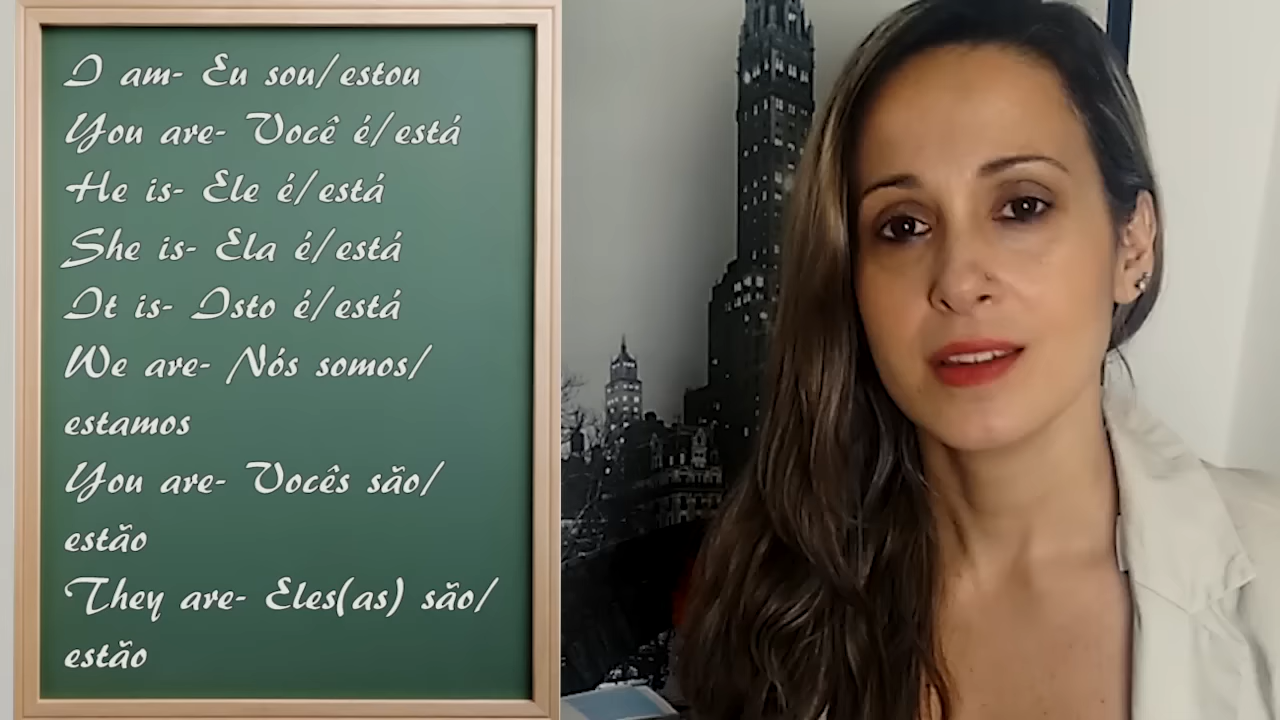 I am- Eu sou/estou
You are- Você é/está
He is- Ele é/está
She is- Ela é/está
It is- Isto é/está
We are- Nós somos/
estamos
You are- Vocês são/
estão
They are- Eles(as) são/
estão